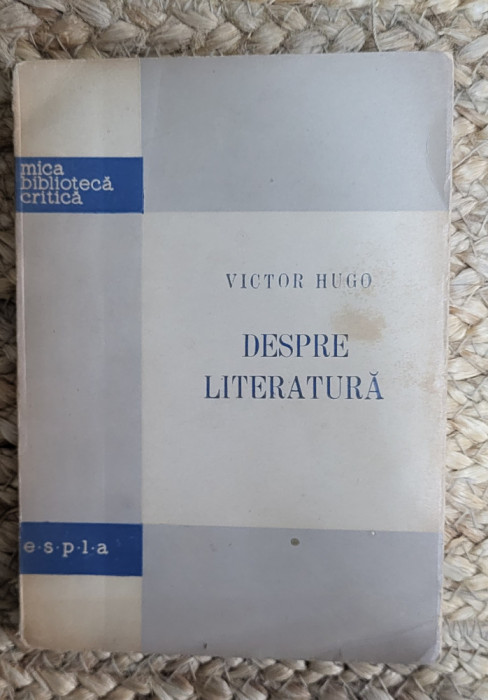 mica
bibliotecă
critică
VICTOR HUGO
DESPRE
LITERATURĂ
e·s·p·l·a